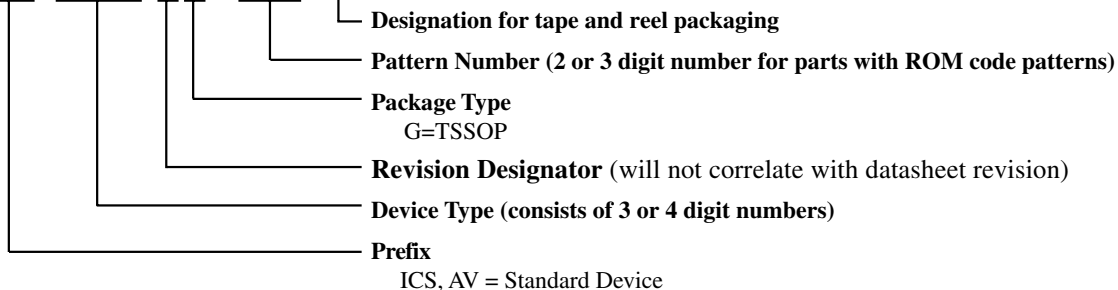 Designation for tape and reel packaging
Pattern Number (2 or 3 digit number for parts with ROM code patterns)
Package Type
G=TSSOP
Revision Designator (will not correlate with datasheet revision)
Device Type (consists of 3 or 4 digit numbers)
Prefix
ICS, AV = Standard Device